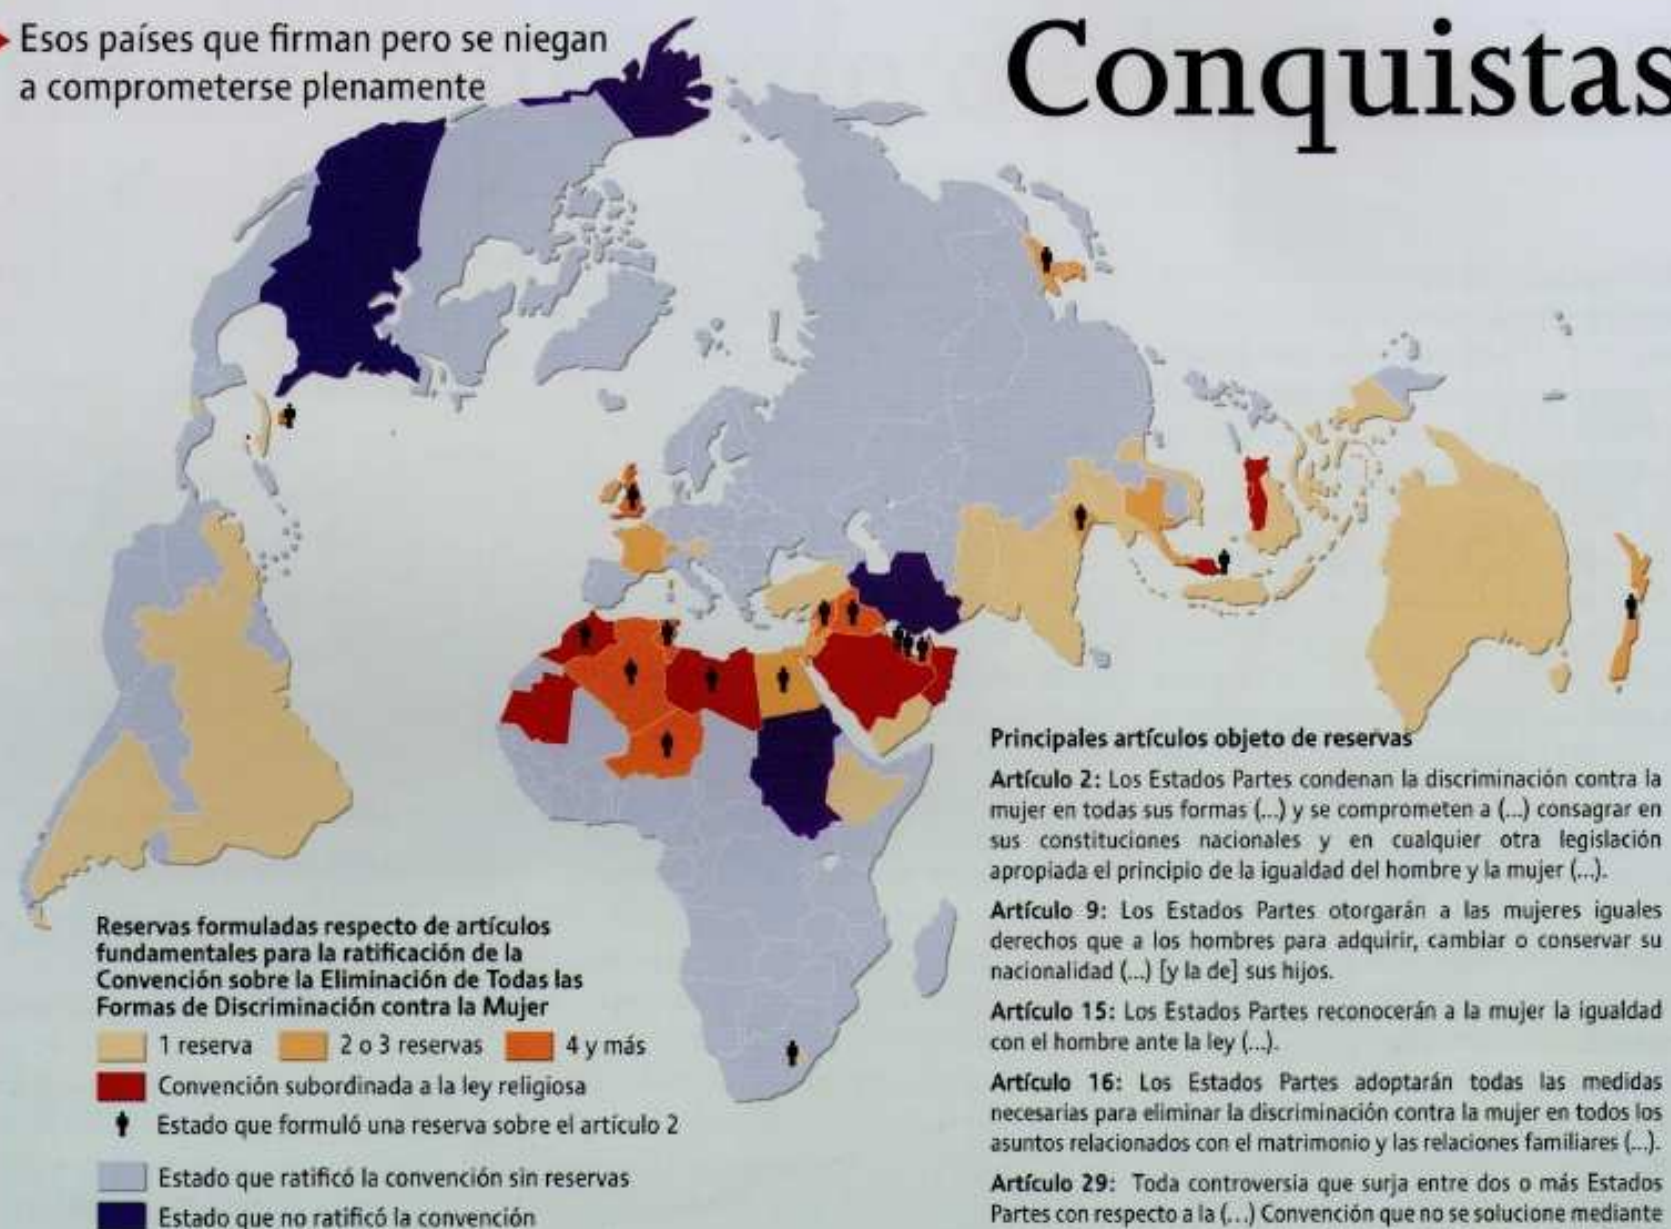 Esos países que firman pero se niegan
a comprometerse plenamente
Conquistas
Principales artículos objeto de reservas
Artículo 2: Los Estados Partes condenan la discriminación contra la
mujer en todas sus formas (...) y se comprometen a (...) consagrar en
sus constituciones nacionales y en cualquier otra legislación
apropiada el principio de la igualdad del hombre y la mujer (...).
Artículo 9: Los Estados Partes otorgarán a las mujeres iguales
derechos que a los hombres para adquirir, cambiar o conservar su
nacionalidad (...) [y la de] sus hijos.
Artículo 15: Los Estados Partes reconocerán a la mujer la igualdad
con el hombre ante la ley (...).
Artículo 16: Los Estados Partes adoptarán todas las medidas
necesarias para eliminar la discriminación contra la mujer en todos los
asuntos relacionados con el matrimonio y las relaciones familiares (...).
Artículo 29: Toda controversia que surja entre dos o más Estados
Partes con respecto a la (...) Convención que no se solucione mediante
Reservas formuladas respecto de artículos
fundamentales para la ratificación de la
Convención sobre la Eliminación de Todas las
Formas de Discriminación contra la Mujer
1 reserva 2 o 3 reservas 4 y más
Convención subordinada a la ley religiosa
Estado que formuló una reserva sobre el artículo 2
Estado que ratificó la convención sin reservas
Estado que no ratificó la convención